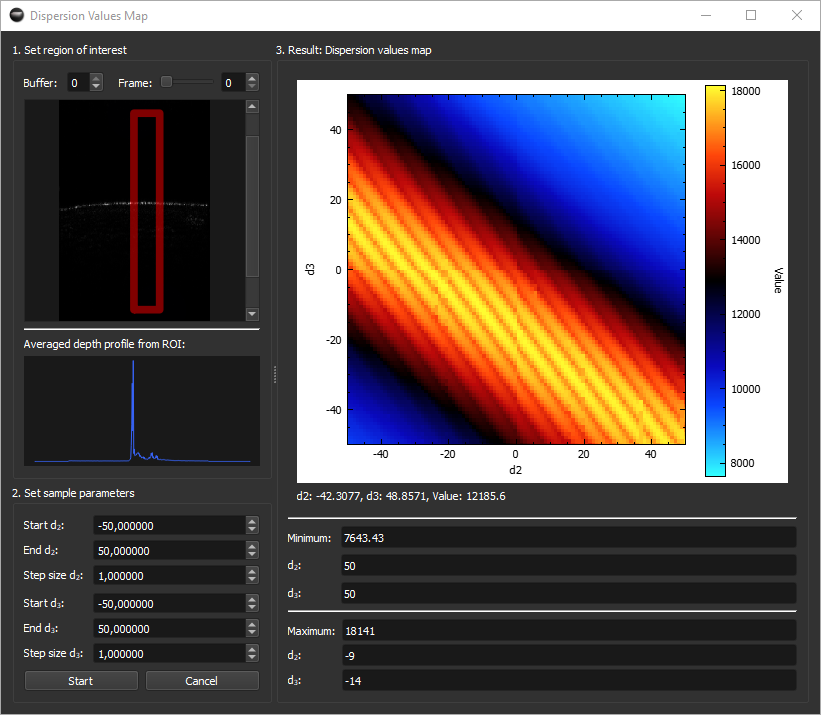 Dispersion Values Map
1. Set region of interest
Buffer: 0 Frame: 0
Averaged depth profile from ROI:
2. Set sample parameters
Start d₂: -50,000000
End d₂: 50,000000
Step size d₂: 1,000000
Start d₃: -50,000000
End d₃: 50,000000
Step size d₃: 1,000000
Start Cancel
3. Result: Dispersion values map
40
20
0
-20
-40
d3
-40 -20 0 20 40
d2
18000
16000
14000
12000
10000
8000
Value
d2: -42.3077, d3: 48.8571, Value: 12185.6
Minimum: 7643.43
d₂: 50
d₃: 50
Maximum: 18141
d₂: -9
d₃: -14